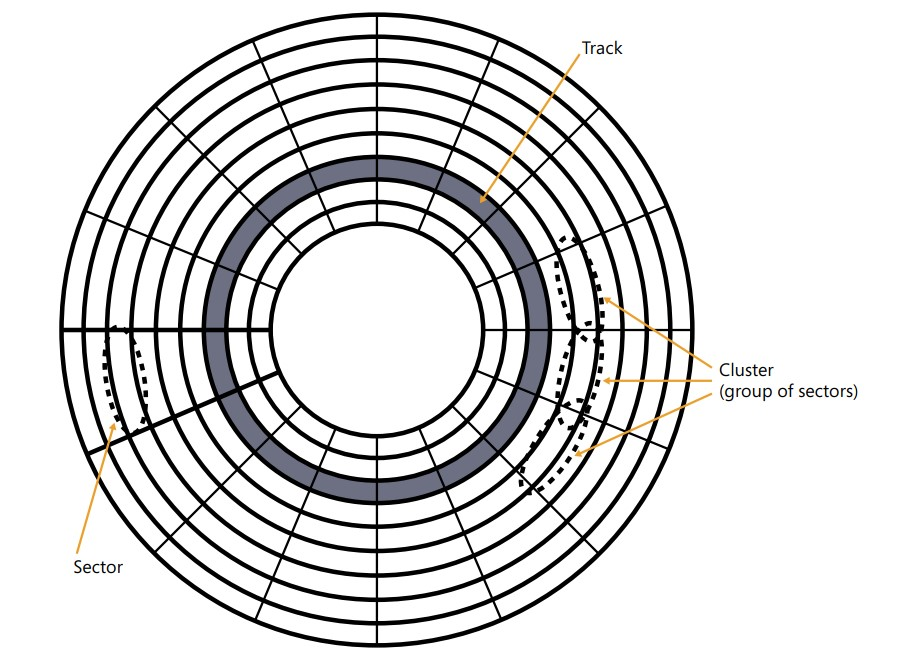 Track
Cluster
(group of sectors)
Sector